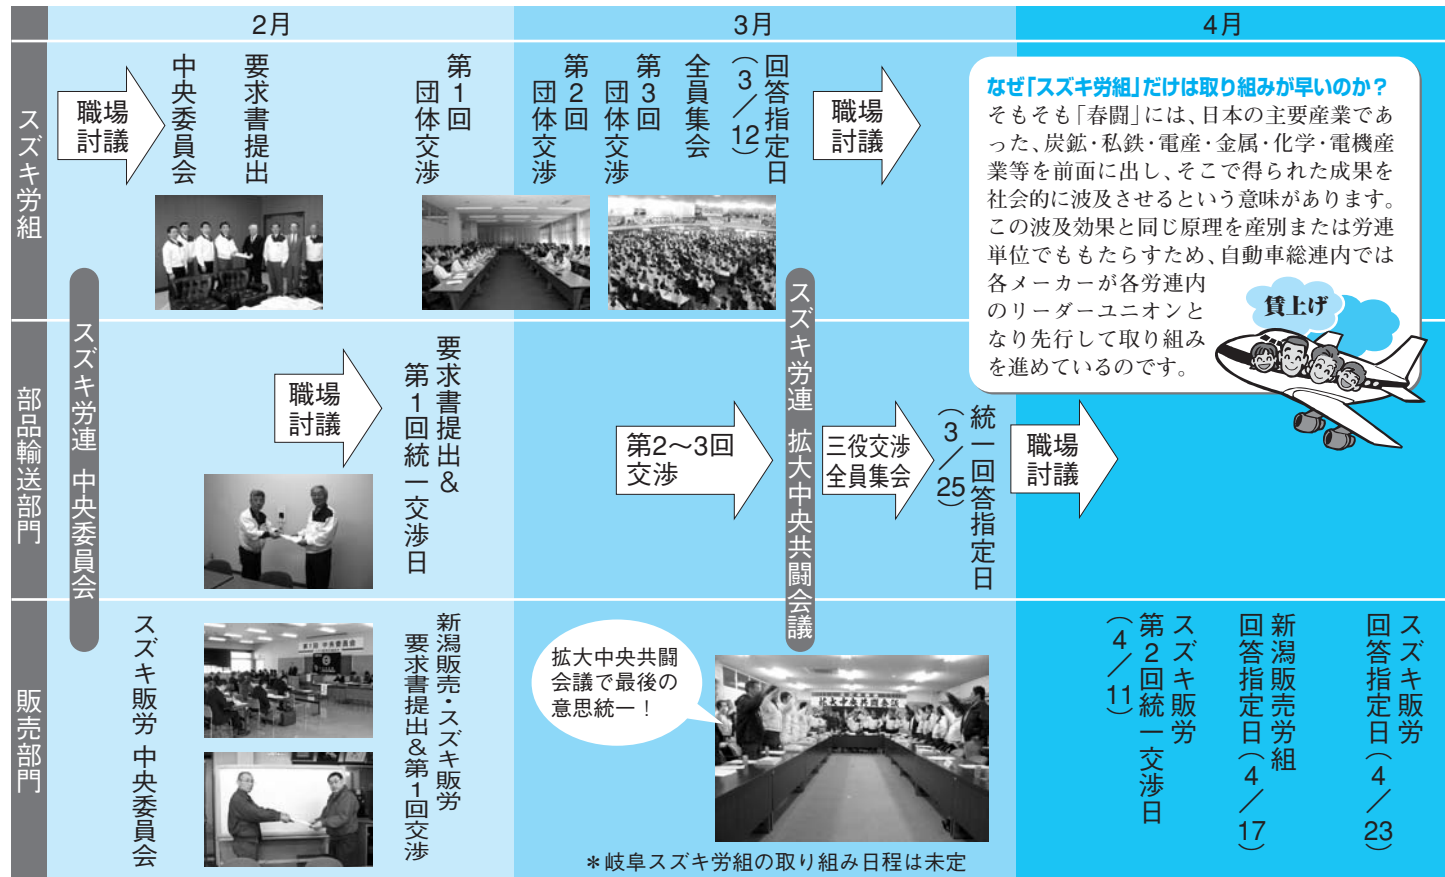 2月
3月
4月
スズキ労組
職場
討議
中央委員会
要求書提出
第1回
団体交渉
第2回
団体交渉
第3回
団体交渉
全員集会
回答指定日
(3／12)
職場
討議
なぜ「スズキ労組」だけは取り組みが早いのか？
そもそも「春闘」には、日本の主要産業であ
った、炭鉱・私鉄・電産・金属・化学・電機産
業等を前面に出し、そこで得られた成果を
社会的に波及させるという意味があります。
この波及効果と同じ原理を産別または労連
単位でももたらすため、自動車総連内では
各メーカーが各労連内
のリーダーユニオンと
なり先行して取り組み
を進めているのです。
賃上げ
スズキ労連 中央委員会
スズキ労連 拡大中央共闘会議
部品輸送部門
職場
討議
要求書提出＆
第1回統一交渉日
第2〜3回
交渉
三役交渉
全員集会
統一回答指定日
(3／25)
職場
討議
販売部門
スズキ販労 中央委員会
第1回 中央委員会
新潟販売・スズキ販労
要求書提出＆第1回交渉
拡大中央共闘
会議で最後の
意思統一！
拡大中央共闘会議
スズキ販労
第2回統一交渉日
(4／11)
新潟販売労組
回答指定日(4／17)
スズキ販労
回答指定日(4／23)
＊岐阜スズキ労組の取り組み日程は未定